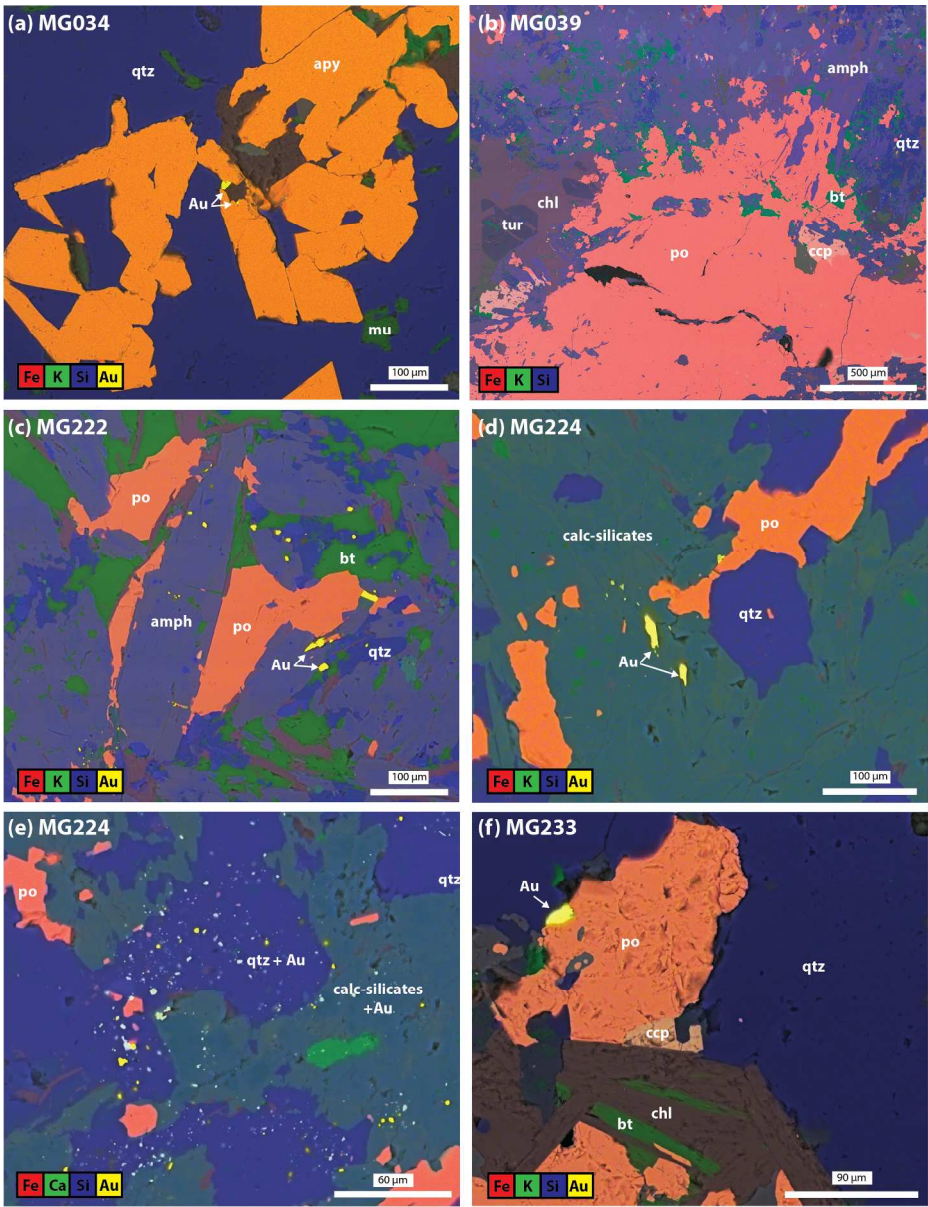 (a) MG034
qtz
apy
Au
mu
Fe K Si Au
100 µm
(b) MG039
amph
qtz
chl
bt
tur
po
ccp
Fe K Si
500 µm
(c) MG222
po
bt
amph
po
qtz
Au
Fe K Si Au
100 µm
(d) MG224
po
calc-silicates
qtz
Au
Fe K Si Au
100 µm
(e) MG224
po
qtz
qtz + Au
calc-silicates
+Au
Fe Ca Si Au
60 µm
(f) MG233
Au
po
qtz
ccp
chl
bt
Fe K Si Au
90 µm